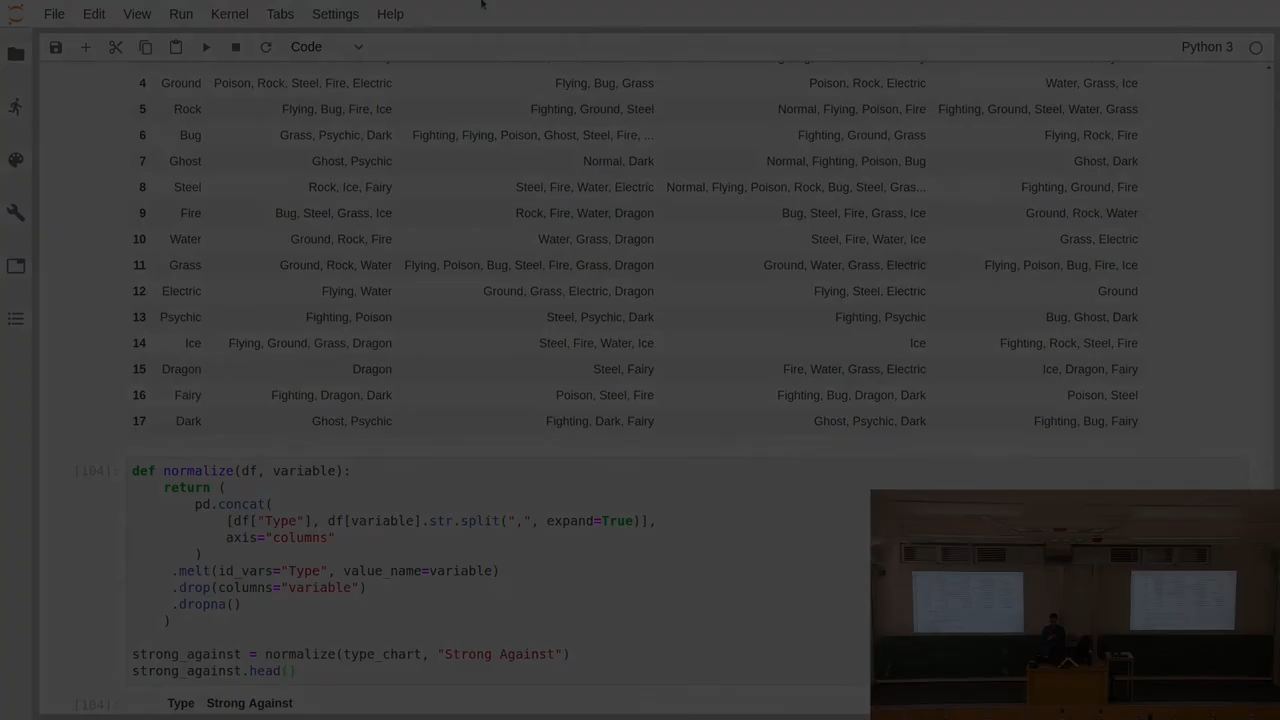 File Edit View Run Kernel Tabs Settings Help
Code Python 3
4 Ground Poison, Rock, Steel, Fire, Electric Flying, Bug, Grass Poison, Rock, Electric Water, Grass, Ice
5 Rock Flying, Bug, Fire, Ice Fighting, Ground, Steel Normal, Flying, Poison, Fire Fighting, Ground, Steel, Water, Grass
6 Bug Grass, Psychic, Dark Fighting, Flying, Poison, Ghost, Steel, Fire, ... Fighting, Ground, Grass Flying, Rock, Fire
7 Ghost Ghost, Psychic Normal, Dark Normal, Fighting, Poison, Bug Ghost, Dark
8 Steel Rock, Ice, Fairy Steel, Fire, Water, Electric Normal, Flying, Poison, Rock, Bug, Steel, Gras... Fighting, Ground, Fire
9 Fire Bug, Steel, Grass, Ice Rock, Fire, Water, Dragon Bug, Steel, Fire, Grass, Ice Ground, Rock, Water
10 Water Ground, Rock, Fire Water, Grass, Dragon Steel, Fire, Water, Ice Grass, Electric
11 Grass Ground, Rock, Water Flying, Poison, Bug, Steel, Fire, Grass, Dragon Ground, Water, Grass, Electric Flying, Poison, Bug, Fire, Ice
12 Electric Flying, Water Ground, Grass, Electric, Dragon Flying, Steel, Electric Ground
13 Psychic Fighting, Poison Steel, Psychic, Dark Fighting, Psychic Bug, Ghost, Dark
14 Ice Flying, Ground, Grass, Dragon Steel, Fire, Water, Ice Ice Fighting, Rock, Steel, Fire
15 Dragon Dragon Steel, Fairy Fire, Water, Grass, Electric Ice, Dragon, Fairy
16 Fairy Fighting, Dragon, Dark Poison, Steel, Fire Fighting, Bug, Dragon, Dark Poison, Steel
17 Dark Ghost, Psychic Fighting, Dark, Fairy Ghost, Psychic, Dark Fighting, Bug, Fairy
[104]: def normalize(df, variable):
return (
pd.concat(
[df["Type"], df[variable].str.split(",", expand=True)],
axis="columns"
)
.melt(id_vars="Type", value_name=variable)
.drop(columns="variable")
.dropna()
)
strong_against = normalize(type_chart, "Strong Against")
strong_against.head()
[104]: Type Strong Against